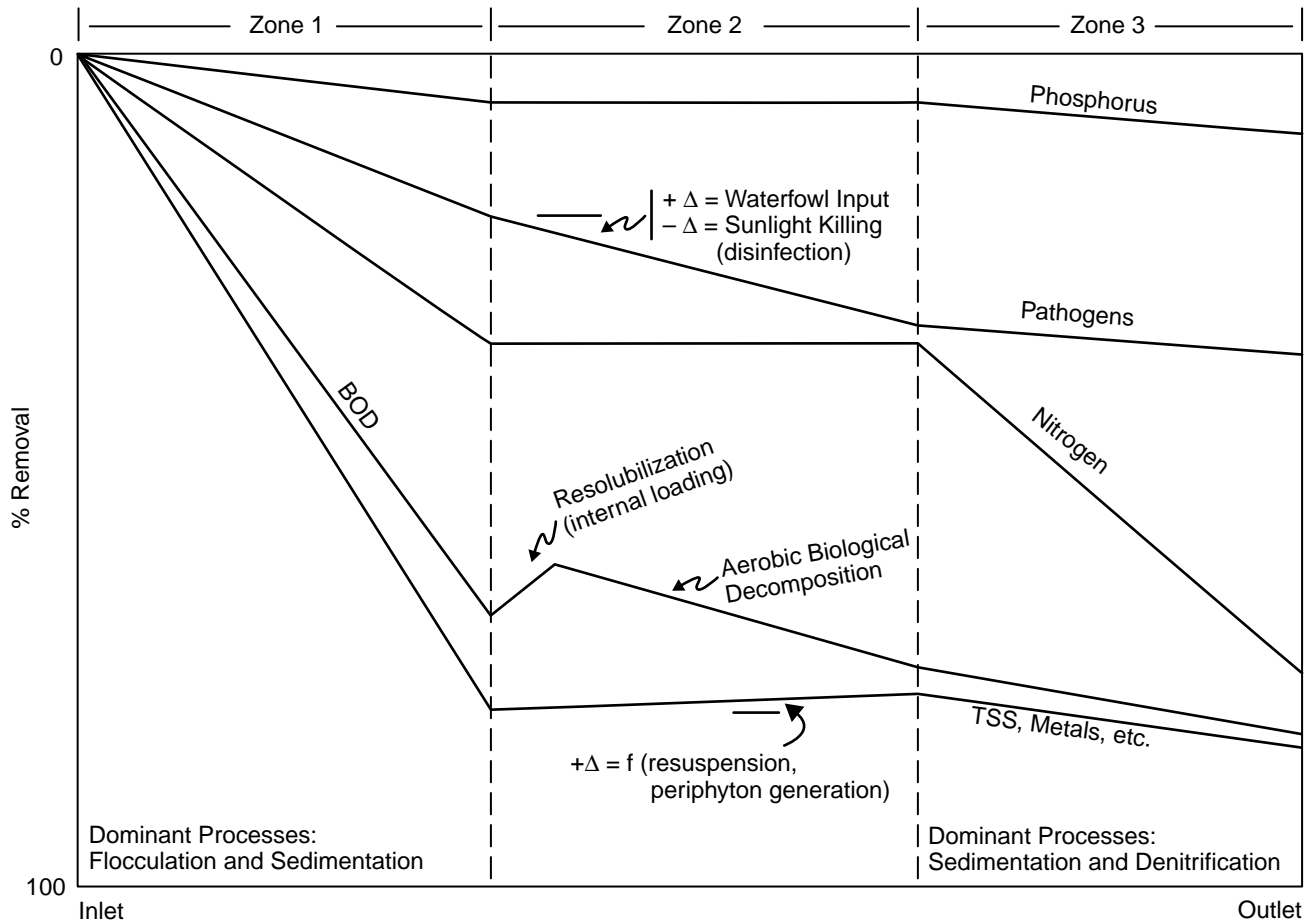 Zone 1
Zone 2
Zone 3
0
Phosphorus
+ Δ = Waterfowl Input
– Δ = Sunlight Killing
(disinfection)
Pathogens
BOD
Nitrogen
% Removal
Resolubilization
(internal loading)
Aerobic Biological
Decomposition
TSS, Metals, etc.
+Δ = f (resuspension,
periphyton generation)
Dominant Processes:
Flocculation and Sedimentation
Dominant Processes:
Sedimentation and Denitrification
100
Inlet
Outlet